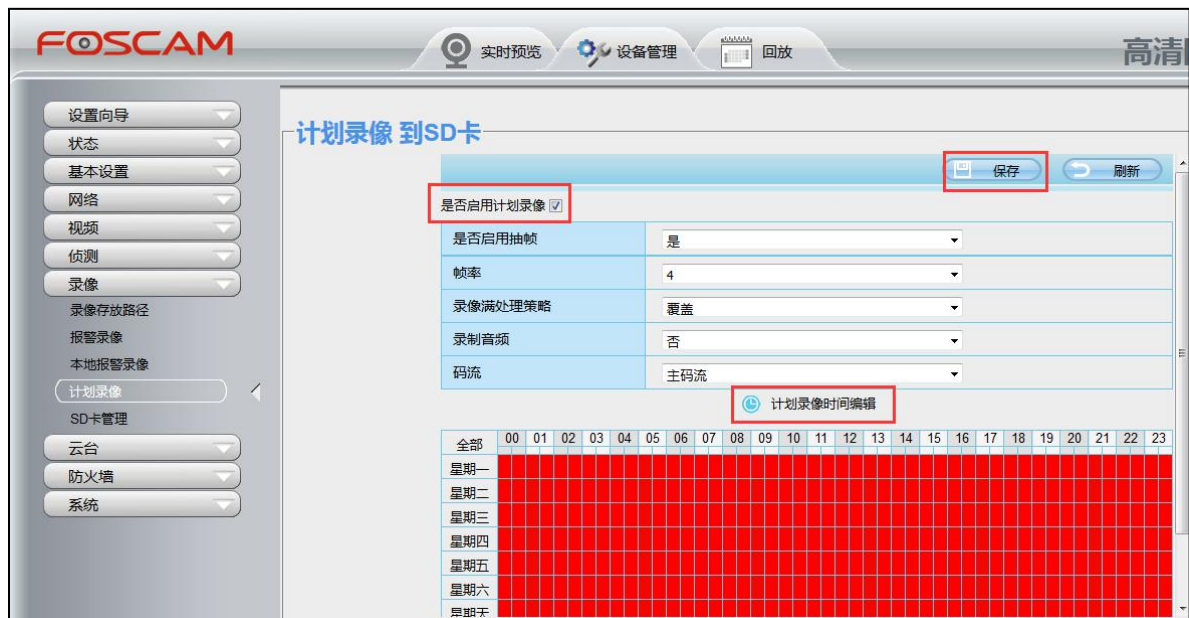 FOSCAM
实时预览 设备管理 回放
高清
设置向导
状态
基本设置
网络
视频
侦测
录像
录像存放路径
报警录像
本地报警录像
计划录像
SD卡管理
云台
防火墙
系统
计划录像 到SD卡
保存 刷新
是否启用计划录像
是否启用抽帧 是
帧率 4
录像满处理策略 覆盖
录制音频 否
码流 主码流
计划录像时间编辑
全部 00 01 02 03 04 05 06 07 08 09 10 11 12 13 14 15 16 17 18 19 20 21 22 23
星期一
星期二
星期三
星期四
星期五
星期六
星期天